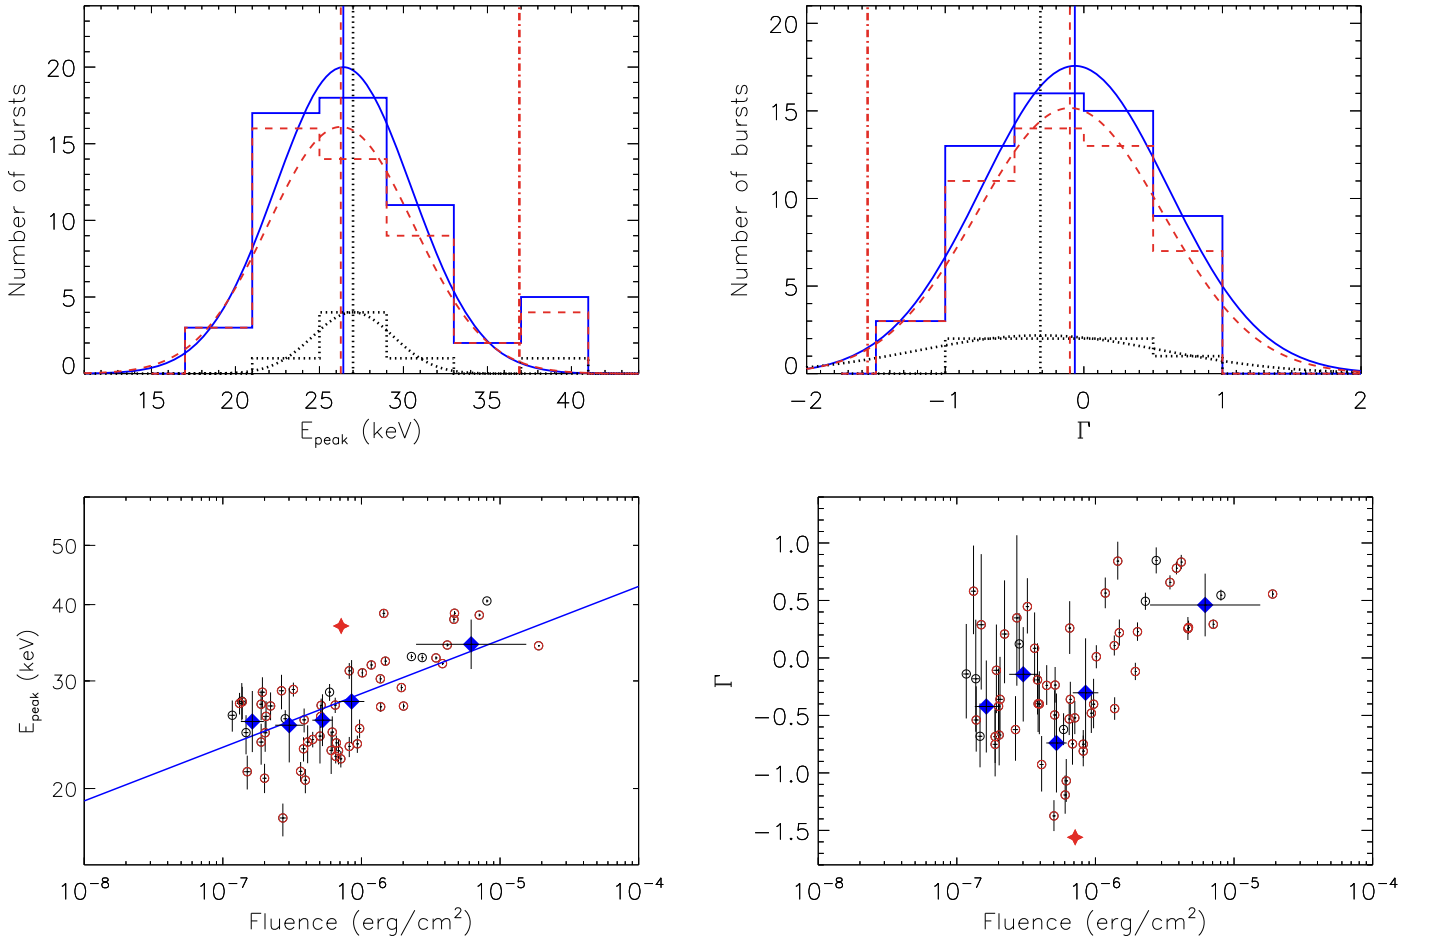 20
15
10
5
0
Number of bursts
15 20 25 30 35 40
E_peak (keV)
20
15
10
5
0
Number of bursts
−2 −1 0 1 2
Γ
50
40
30
20
E_peak (keV)
10^−8 10^−7 10^−6 10^−5 10^−4
Fluence (erg/cm^2)
1.0
0.5
0.0
−0.5
−1.0
−1.5
Γ
10^−8 10^−7 10^−6 10^−5 10^−4
Fluence (erg/cm^2)